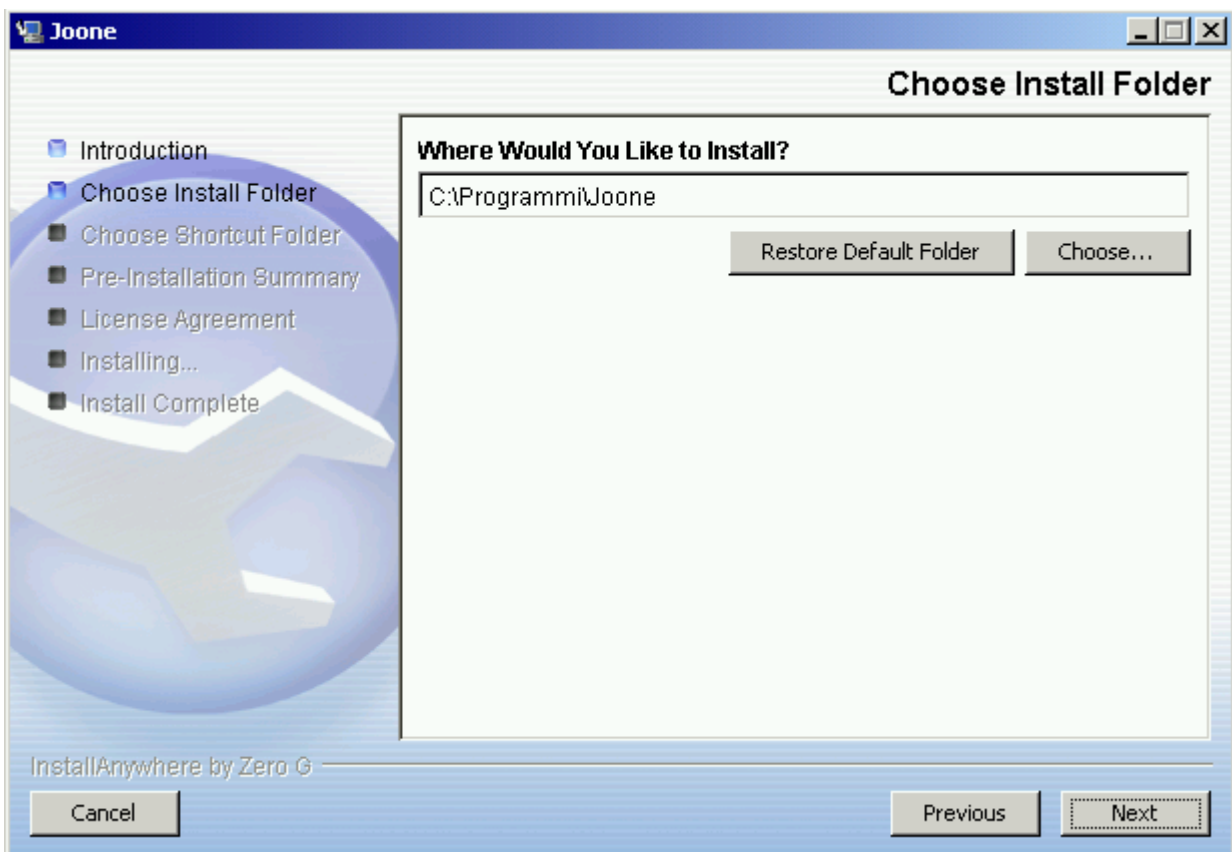 Joone
Choose Install Folder
Introduction
Choose Install Folder
Choose Shortcut Folder
Pre-Installation Summary
License Agreement
Installing...
Install Complete
Where Would You Like to Install?
C:\Programmi\Joone
Restore Default Folder
Choose...
InstallAnywhere by Zero G
Cancel
Previous
Next